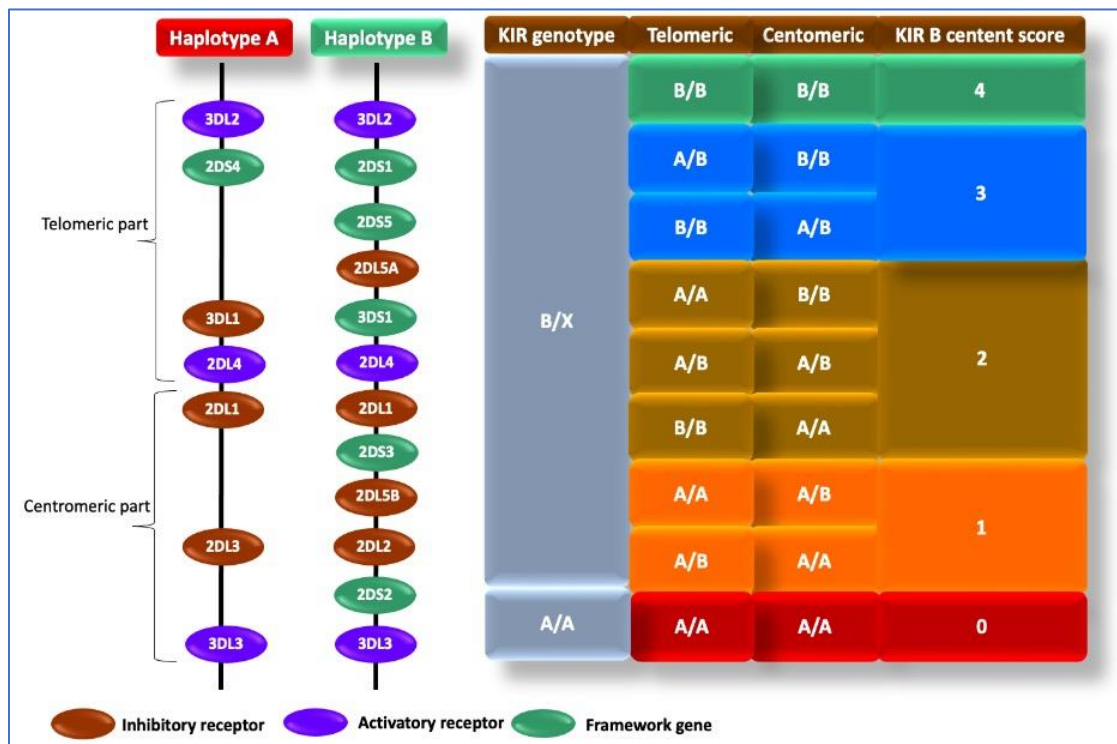 Haplotype A
Haplotype B
KIR genotype Telomeric Centomeric KIR B centent score
3DL2
2DS4
3DL1
2DL4
2DL1
2DL3
3DL3
3DL2
2DS1
2DS5
2DL5A
3DS1
2DL4
2DL1
2DS3
2DL5B
2DL2
2DS2
3DL3
Telomeric part
Centromeric part
B/X
B/B B/B 4
A/B B/B 3
B/B A/B
A/A B/B
A/B A/B 2
B/B A/A
A/A A/B 1
A/B A/A
A/A A/A A/A 0
Inhibitory receptor Activatory receptor Framework gene